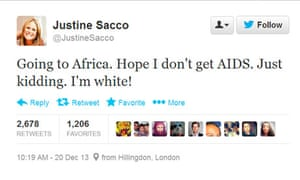 Justine Sacco
@JustineSacco
Follow
Going to Africa. Hope I don't get AIDS. Just
kidding. I'm white!
Reply Retweet Favorite More
2,678
RETWEETS
1,206
FAVORITES
10:19 AM - 20 Dec 13 from Hillingdon, London